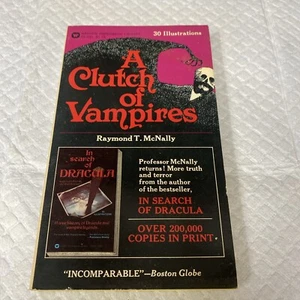 30 Illustrations
A
Clutch
of
Vampires
Raymond T. McNally
In
search
of
DRACULA
Professor McNally
returns! More truth
and terror
from the author
of the bestseller,
IN SEARCH
OF DRACULA
OVER 200,000
COPIES IN PRINT
"INCOMPARABLE"—Boston Globe